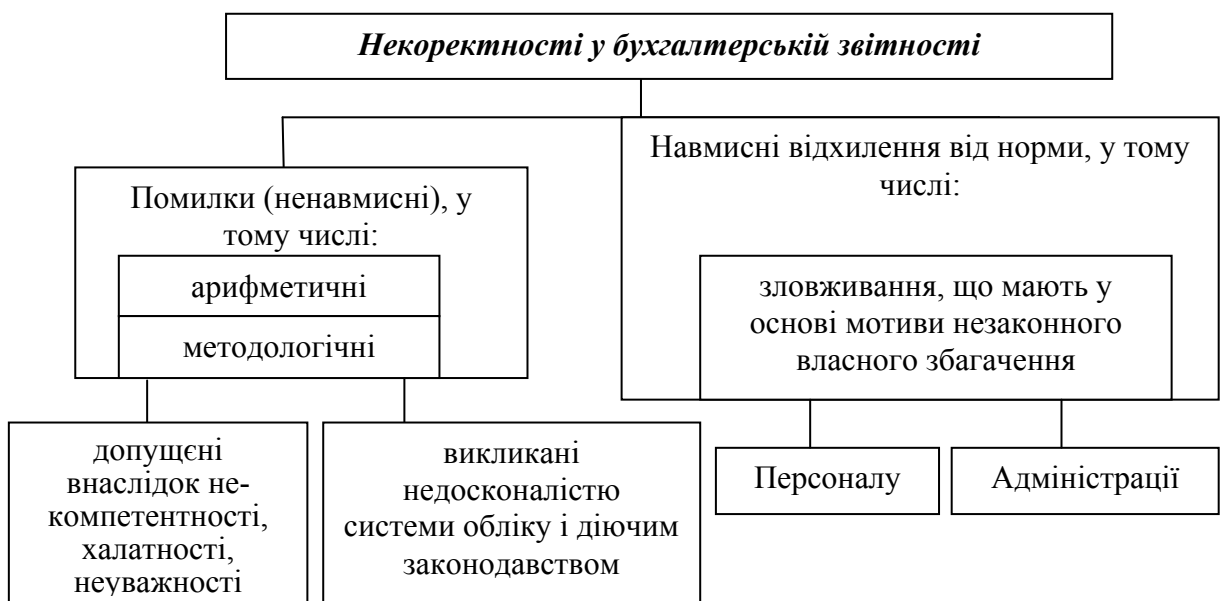 Некоректності у бухгалтерській звітності
Помилки (ненавмисні), у
тому числі:
арифметичні
методологічні
Навмисні відхилення від норми, у тому
числі:
зловживання, що мають у
основі мотиви незаконного
власного збагачення
допущєні
внаслідок не-
компетентності,
халатності,
неуважності
викликані
недосконалістю
системи обліку і діючим
законодавством
Персоналу
Адміністрації